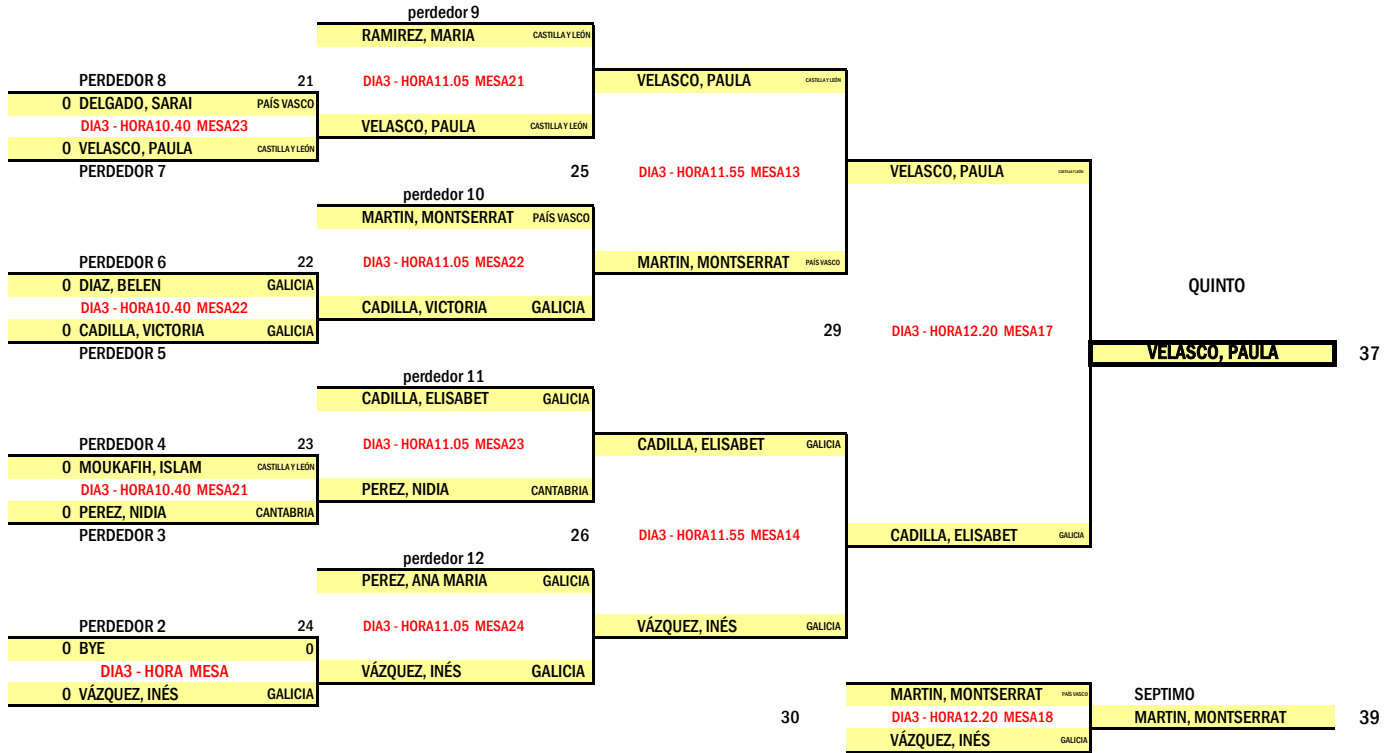 perdedor 9
RAMIREZ, MARIA CASTILLA Y LEÓN
PERDEDOR 8 21 DIA3 - HORA11.05 MESA21 VELASCO, PAULA CASTILLA Y LEÓN
0 DELGADO, SARAI PAÍS VASCO
DIA3 - HORA10.40 MESA23 VELASCO, PAULA CASTILLA Y LEÓN
0 VELASCO, PAULA CASTILLA Y LEÓN
PERDEDOR 7 25 DIA3 - HORA11.55 MESA13 VELASCO, PAULA CASTILLA Y LEÓN
perdedor 10
MARTIN, MONTSERRAT PAÍS VASCO
PERDEDOR 6 22 DIA3 - HORA11.05 MESA22 MARTIN, MONTSERRAT PAÍS VASCO
0 DIAZ, BELEN GALICIA QUINTO
DIA3 - HORA10.40 MESA22 CADILLA, VICTORIA GALICIA
0 CADILLA, VICTORIA GALICIA 29 DIA3 - HORA12.20 MESA17
PERDEDOR 5 VELASCO, PAULA 37
perdedor 11
CADILLA, ELISABET GALICIA
PERDEDOR 4 23 DIA3 - HORA11.05 MESA23 CADILLA, ELISABET GALICIA
0 MOUKAFIH, ISLAM CASTILLA Y LEÓN
DIA3 - HORA10.40 MESA21 PEREZ, NIDIA CANTABRIA
0 PEREZ, NIDIA CANTABRIA
PERDEDOR 3 26 DIA3 - HORA11.55 MESA14 CADILLA, ELISABET GALICIA
perdedor 12
PEREZ, ANA MARIA GALICIA
PERDEDOR 2 24 DIA3 - HORA11.05 MESA24 VÁZQUEZ, INÉS GALICIA
0 BYE 0
DIA3 - HORA MESA VÁZQUEZ, INÉS GALICIA
0 VÁZQUEZ, INÉS GALICIA MARTIN, MONTSERRAT PAÍS VASCO SEPTIMO
30 DIA3 - HORA12.20 MESA18 MARTIN, MONTSERRAT 39
VÁZQUEZ, INÉS GALICIA